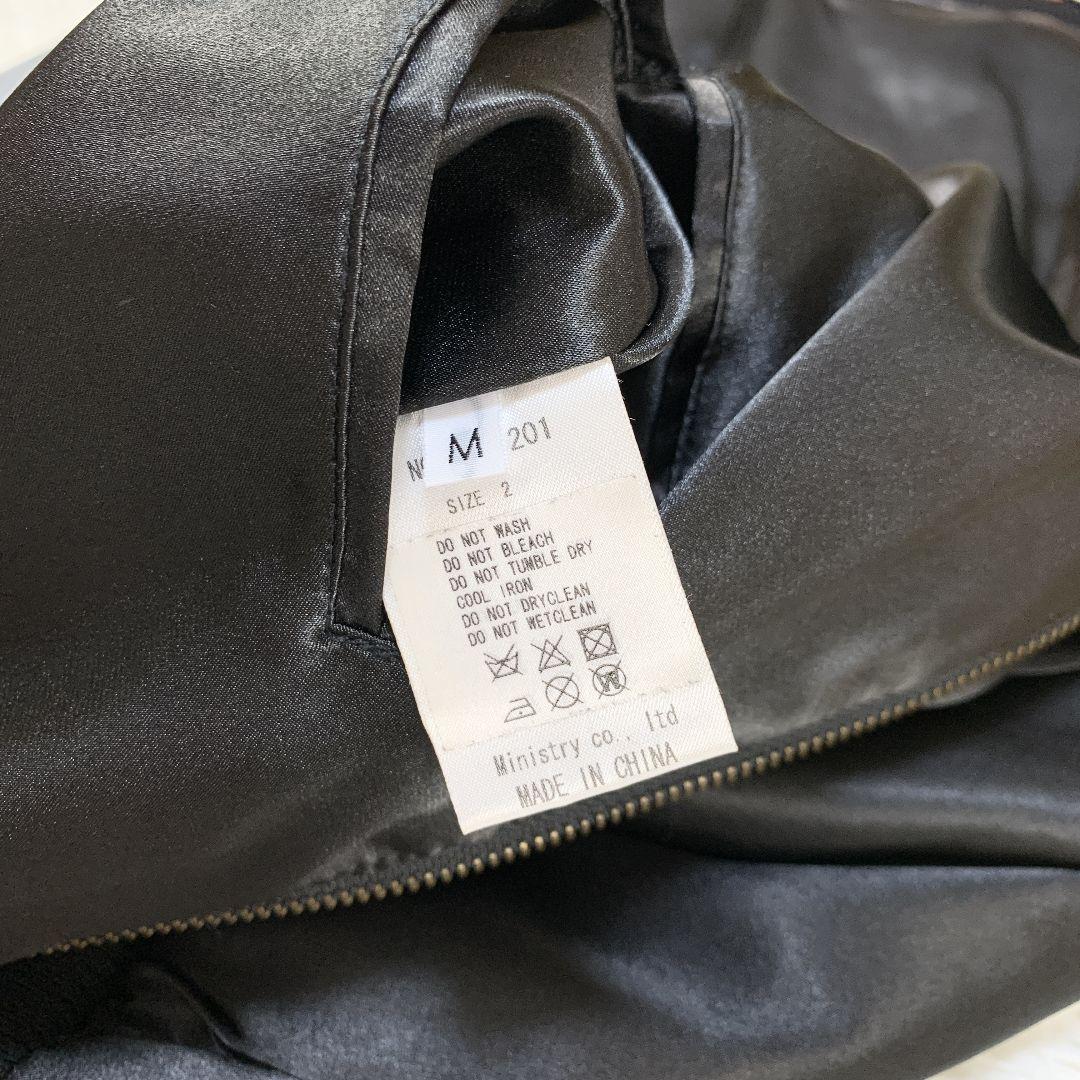 M
201
SIZE 2
DO NOT WASH
DO NOT BLEACH
DO NOT TUMBLE DRY
COOL IRON
DO NOT DRYCLEAN
DO NOT WETCLEAN
Ministry co., ltd
MADE IN CHINA